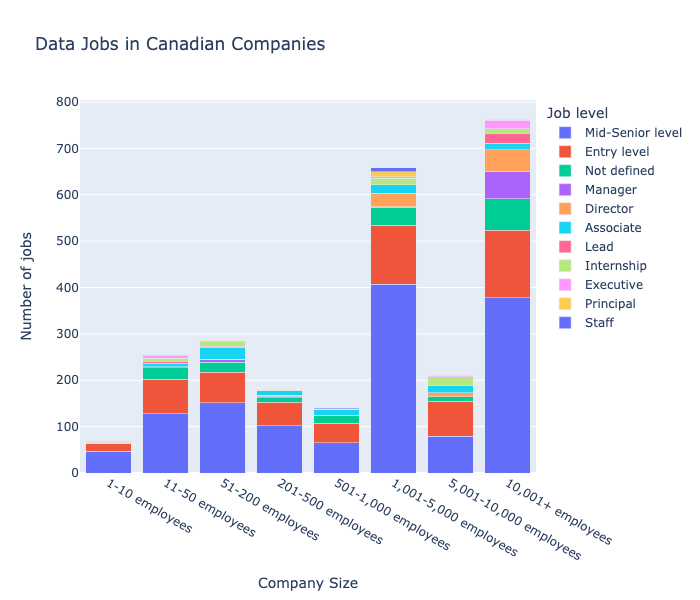 Data Jobs in Canadian Companies
Number of jobs
800
700
600
500
400
300
200
100
0
1-10 employees
11-50 employees
51-200 employees
201-500 employees
501-1,000 employees
1,001-5,000 employees
5,001-10,000 employees
10,001+ employees
Company Size
Job level
Mid-Senior level
Entry level
Not defined
Manager
Director
Associate
Lead
Internship
Executive
Principal
Staff